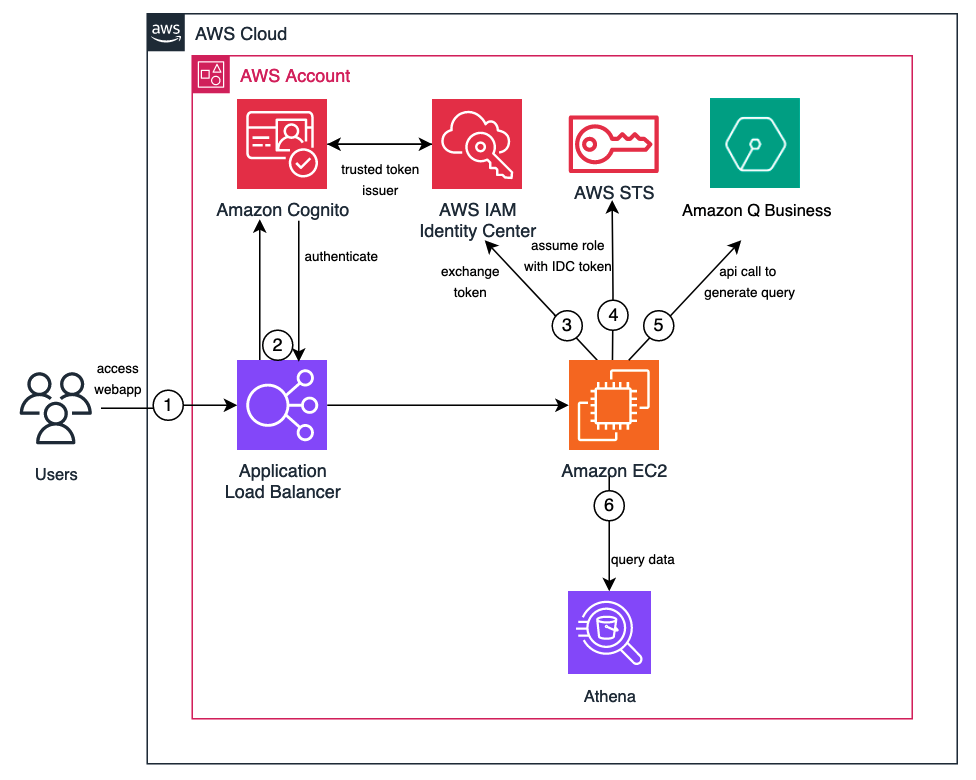 aws
AWS Cloud
AWS Account
trusted token
issuer
Amazon Cognito
AWS IAM
Identity Center
AWS STS
Amazon Q Business
authenticate
exchange
token
assume role
with IDC token
api call to
generate query
2
3
4
5
access
webapp
1
Users
Application
Load Balancer
Amazon EC2
6
query data
Athena